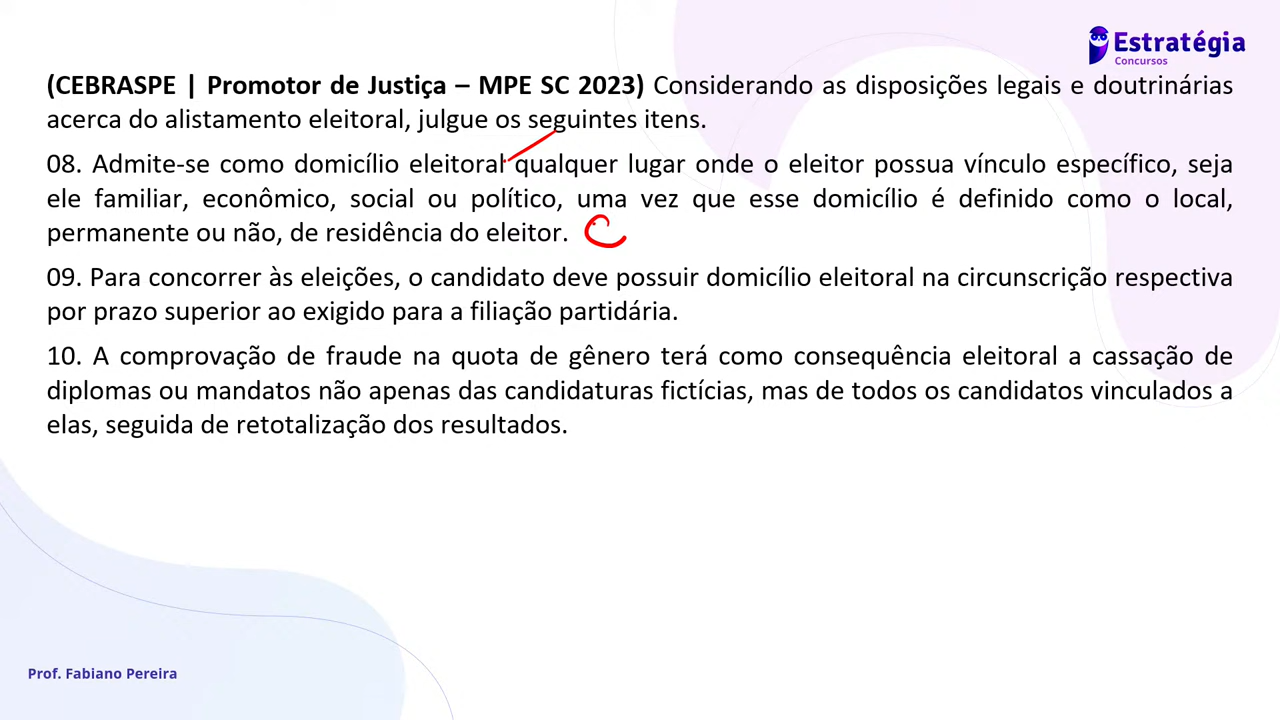 Estratégia
Concursos
(CEBRASPE | Promotor de Justiça – MPE SC 2023) Considerando as disposições legais e doutrinárias
acerca do alistamento eleitoral, julgue os seguintes itens.
08. Admite-se como domicílio eleitoral qualquer lugar onde o eleitor possua vínculo específico, seja
ele familiar, econômico, social ou político, uma vez que esse domicílio é definido como o local,
permanente ou não, de residência do eleitor. C
09. Para concorrer às eleições, o candidato deve possuir domicílio eleitoral na circunscrição respectiva
por prazo superior ao exigido para a filiação partidária.
10. A comprovação de fraude na quota de gênero terá como consequência eleitoral a cassação de
diplomas ou mandatos não apenas das candidaturas fictícias, mas de todos os candidatos vinculados a
elas, seguida de retotalização dos resultados.
Prof. Fabiano Pereira